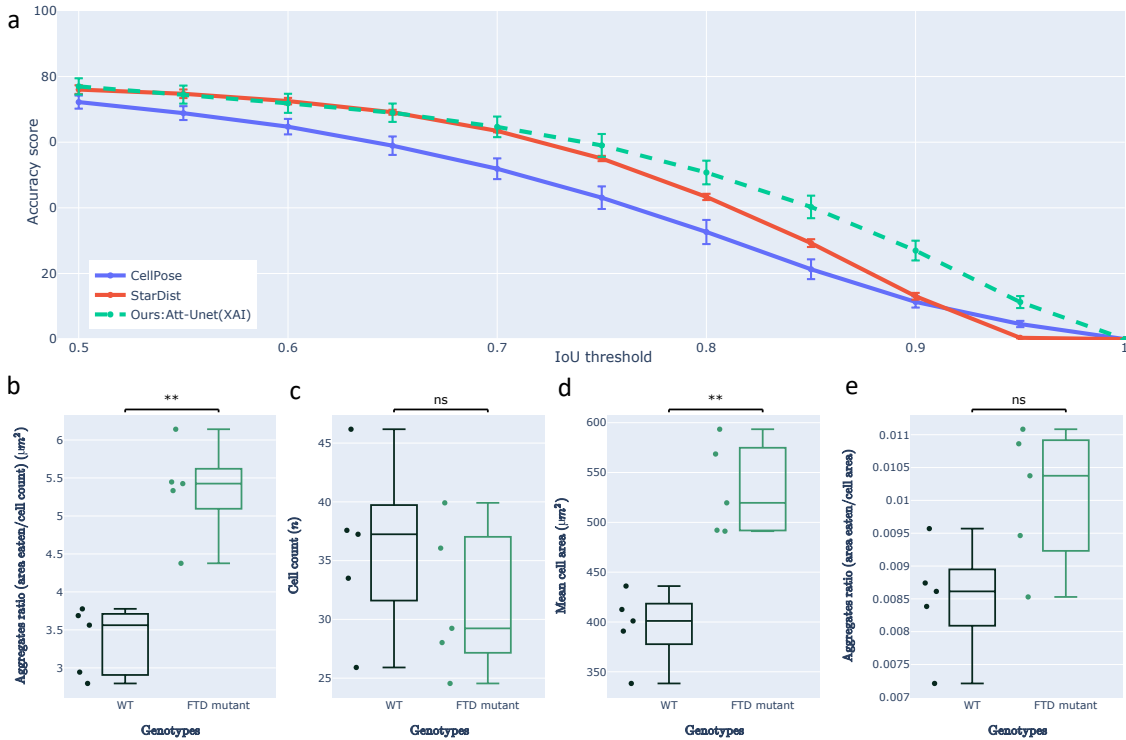 a
100
80
0
0
20
0
Accuracy score
CellPose
StarDist
Ours:Att-Unet(XAI)
0.5
0.6
0.7
0.8
0.9
1
IoU threshold
b
**
Aggregates ratio (area eaten/cell count) (μm²)
6
5.5
5
4.5
4
3.5
3
WT
FTD mutant
Genotypes
c
ns
Cell count (n)
45
40
35
30
25
WT
FTD mutant
Genotypes
d
**
Mean cell area (μm²)
600
550
500
450
400
350
WT
FTD mutant
Genotypes
e
ns
Aggregates ratio (area eaten/cell area)
0.011
0.0105
0.01
0.0095
0.009
0.0085
0.008
0.0075
0.007
WT
FTD mutant
Genotypes